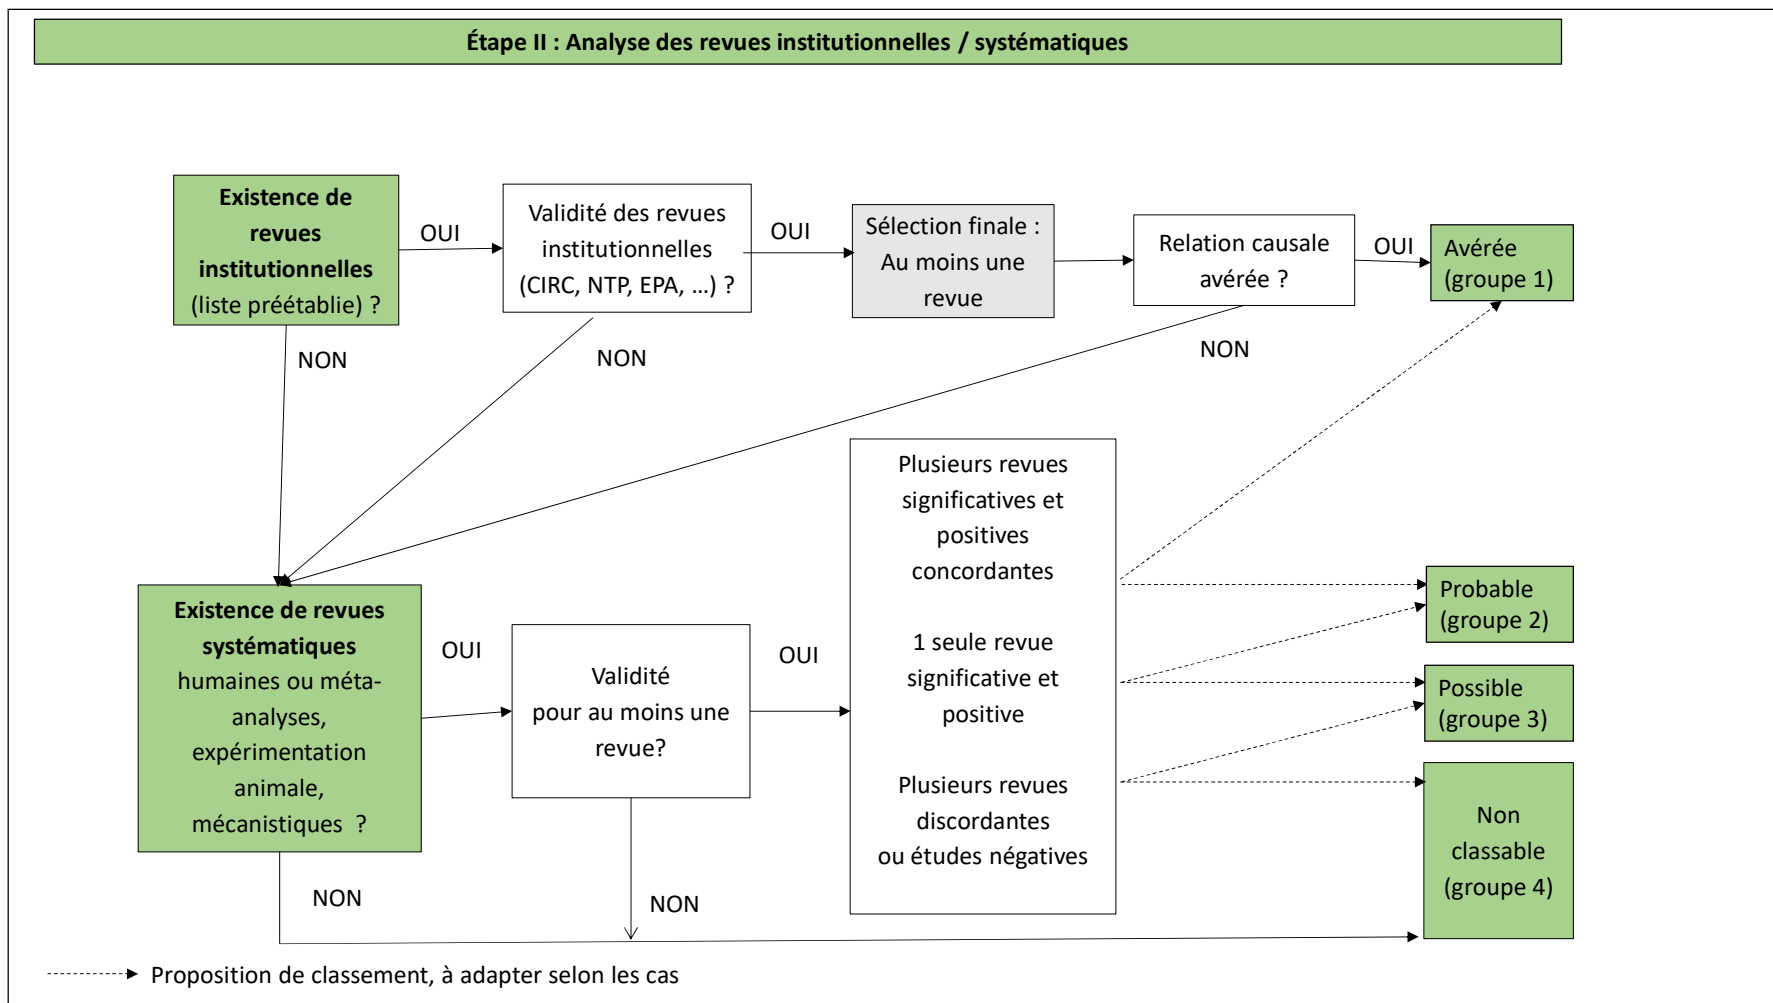 Étape II : Analyse des revues institutionnelles / systématiques
Existence de
revues
institutionnelles
(liste préétablie) ?
OUI
Validité des revues
institutionnelles
(CIRC, NTP, EPA, ...) ?
OUI
Sélection finale :
Au moins une
revue
Relation causale
avérée ?
OUI
Avérée
(groupe 1)
NON
NON
NON
Existence de revues
systématiques
humaines ou méta-
analyses,
expérimentation
animale,
mécanistiques ?
OUI
Validité
pour au moins une
revue?
OUI
Plusieurs revues
significatives et
positives
concordantes
1 seule revue
significative et
positive
Plusieurs revues
discordantes
ou études négatives
Probable
(groupe 2)
Possible
(groupe 3)
Non
classable
(groupe 4)
NON
NON
Proposition de classement, à adapter selon les cas